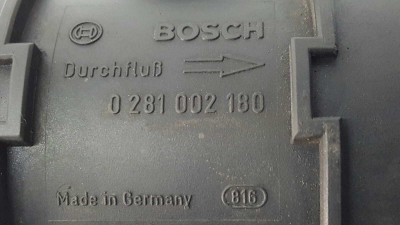 BOSCH
Durchfluß
0 281 002 180
Made in Germany 816